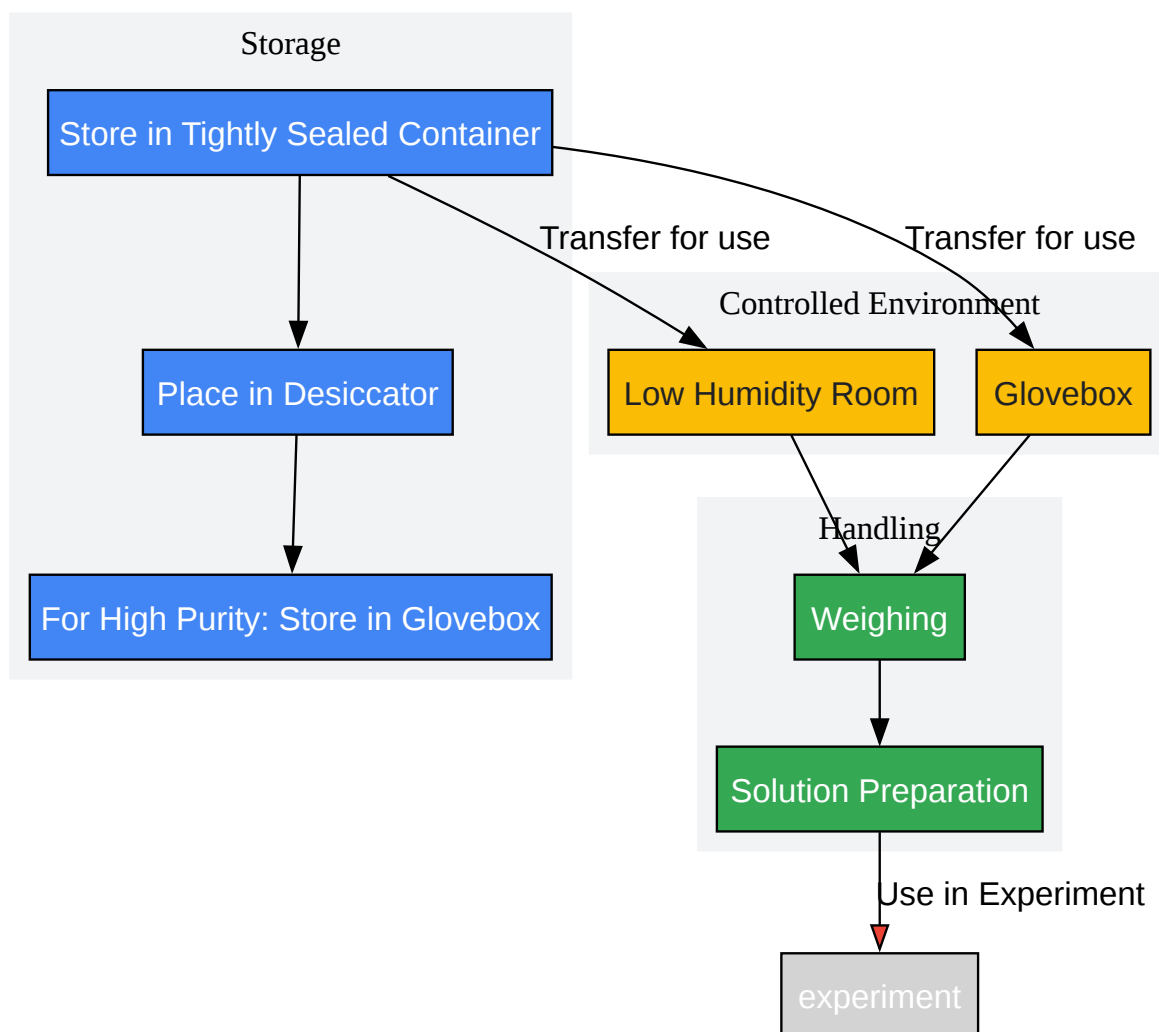 Storage
Store in Tightly Sealed Container
Transfer for use
Transfer for use
Controlled Environment
Place in Desiccator
Low Humidity Room
Glovebox
Handling
For High Purity: Store in Glovebox
Weighing
Solution Preparation
Use in Experiment
experiment